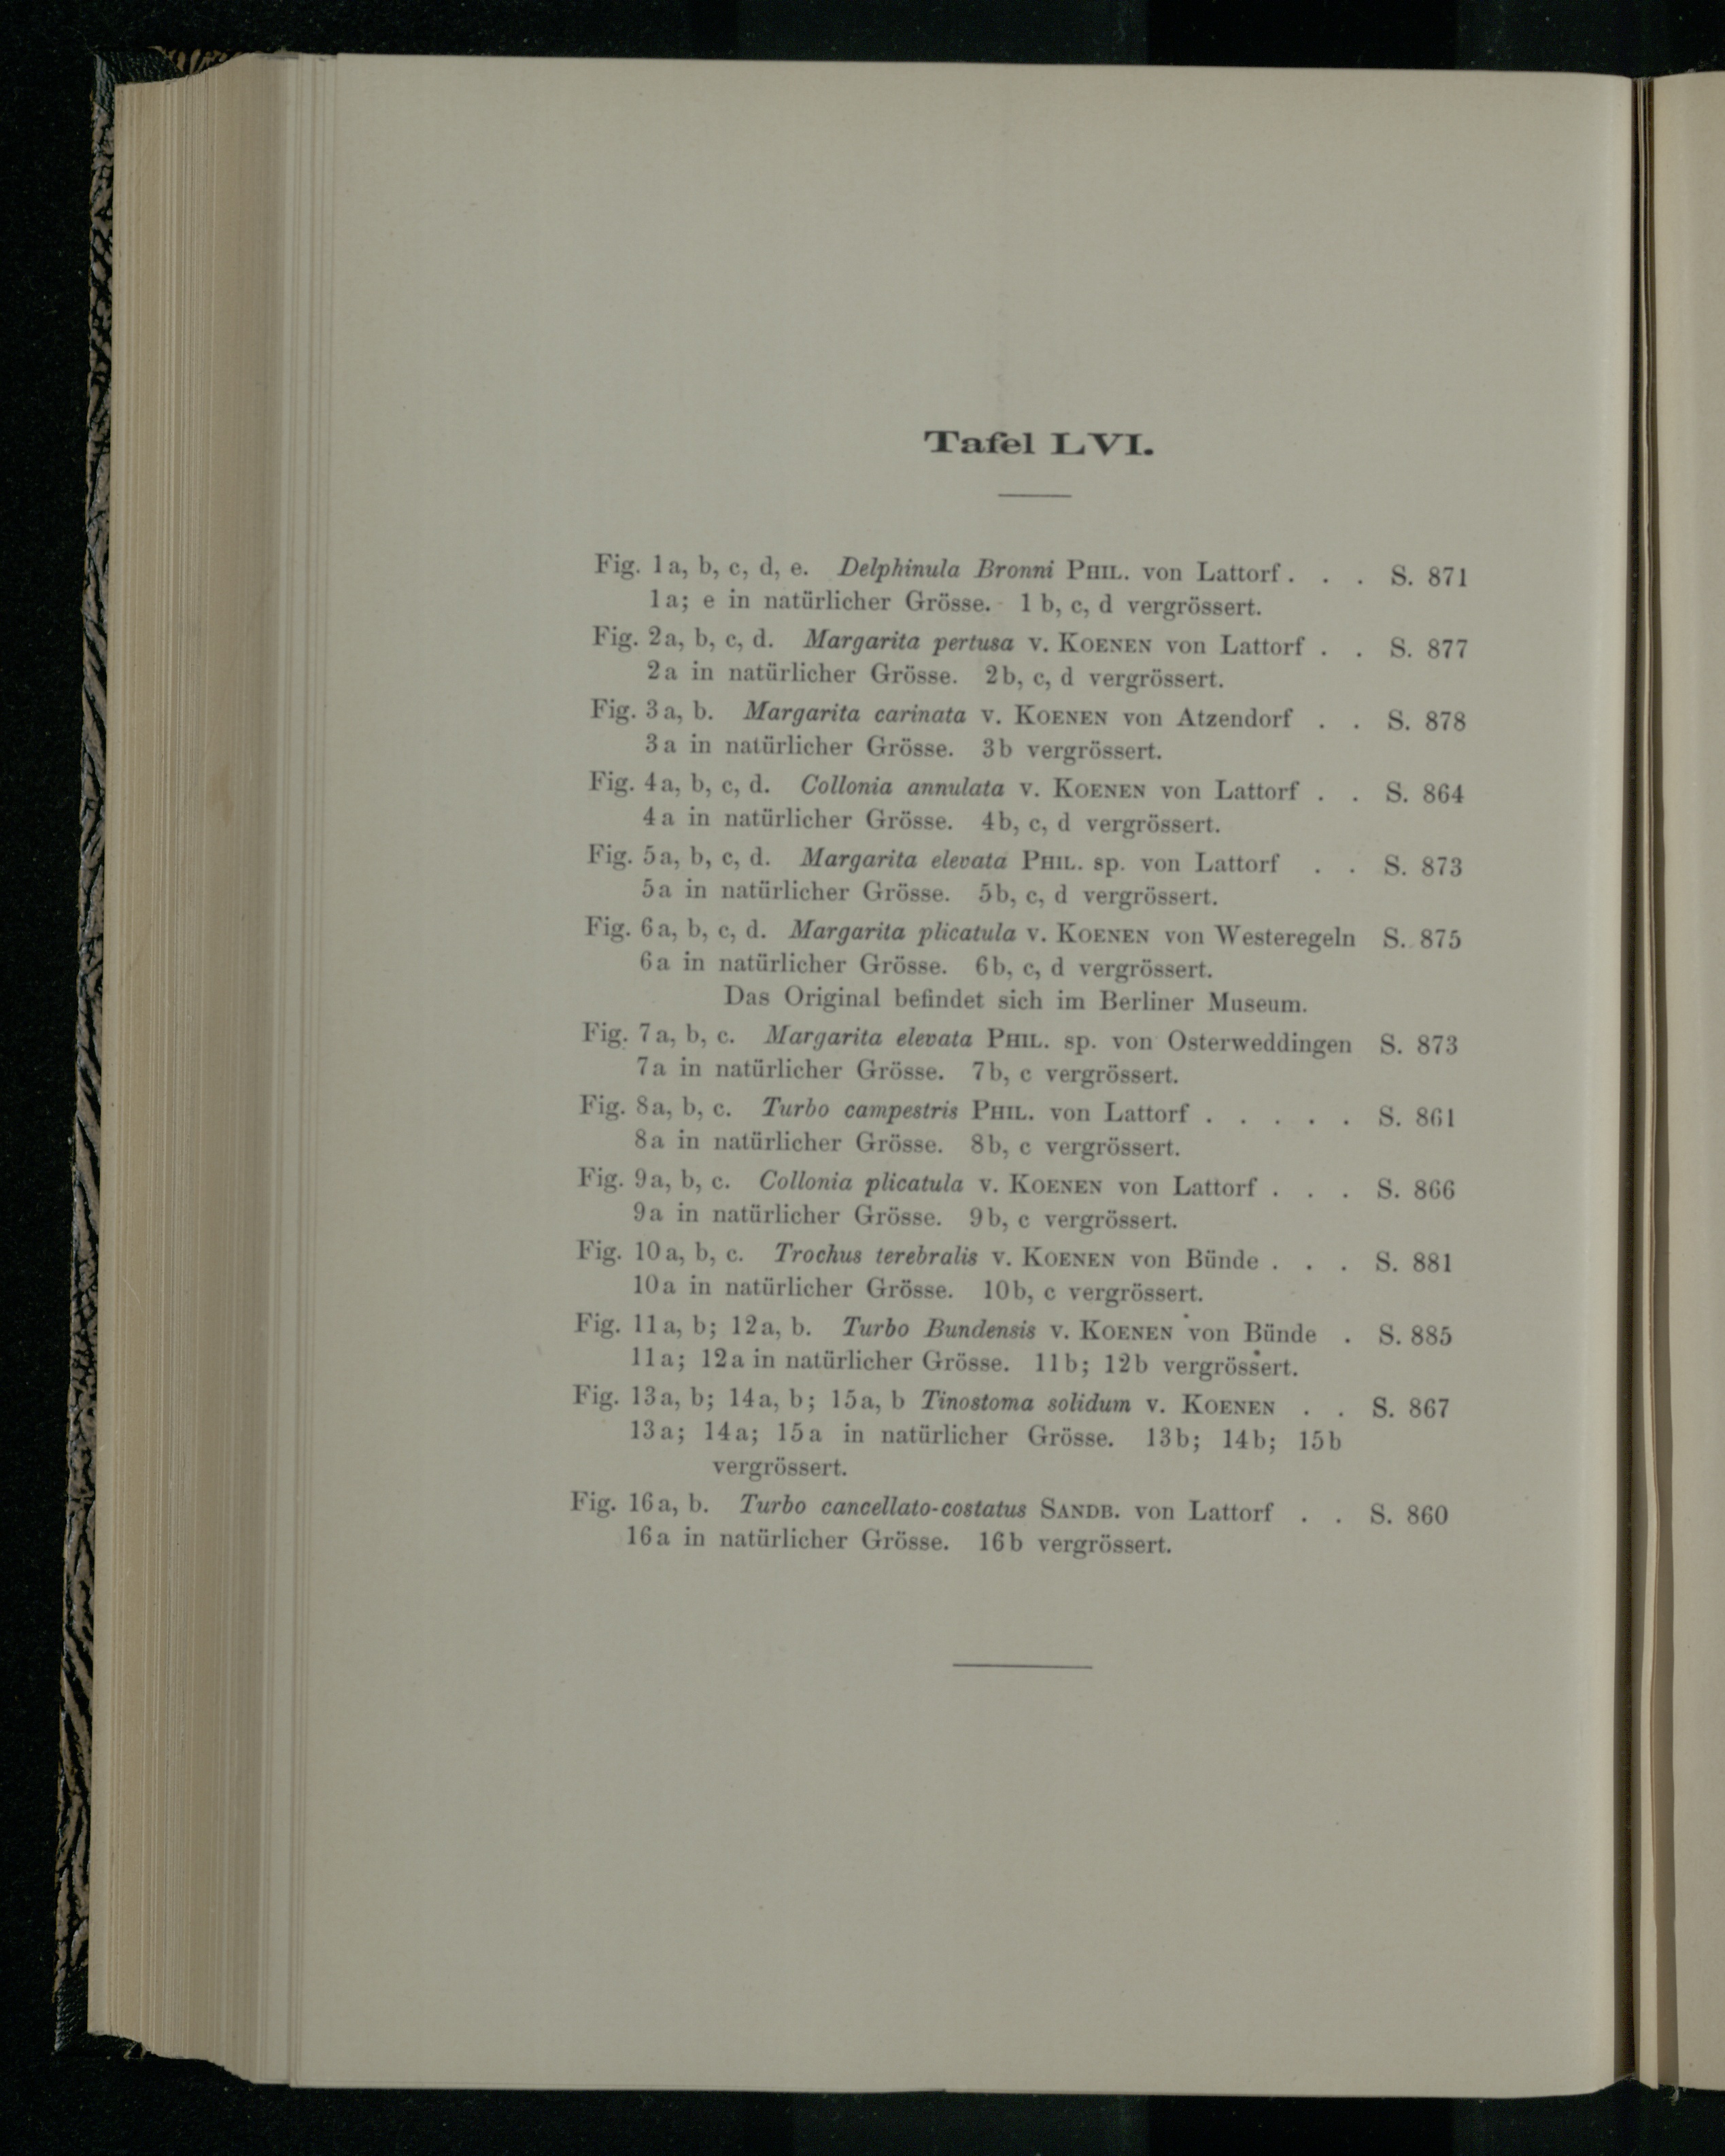 Tafel LVI.
Fig. 1a, b, c, d, e. Delphinula Bronni PHIL. von Lattorf . . . S. 871
1a; e in natürlicher Grösse. 1b, c, d vergrössert.
Fig. 2a, b, c, d. Margarita pertusa v. KOENEN von Lattorf . . S. 877
2a in natürlicher Grösse. 2b, c, d vergrössert.
Fig. 3a, b. Margarita carinata v. KOENEN von Atzendorf . . S. 878
3a in natürlicher Grösse. 3b vergrössert.
Fig. 4a, b, c, d. Collonia annulata v. KOENEN von Lattorf . . S. 864
4a in natürlicher Grösse. 4b, c, d vergrössert.
Fig. 5a, b, c, d. Margarita elevata PHIL. sp. von Lattorf . . S. 873
5a in natürlicher Grösse. 5b, c, d vergrössert.
Fig. 6a, b, c, d. Margarita plicatula v. KOENEN von Westeregeln S. 875
6a in natürlicher Grösse. 6b, c, d vergrössert.
Das Original befindet sich im Berliner Museum.
Fig. 7a, b, c. Margarita elevata PHIL. sp. von Osterweddingen S. 873
7a in natürlicher Grösse. 7b, c vergrössert.
Fig. 8a, b, c. Turbo campestris PHIL. von Lattorf . . . . . S. 861
8a in natürlicher Grösse. 8b, c vergrössert.
Fig. 9a, b, c. Collonia plicatula v. KOENEN von Lattorf . . . S. 866
9a in natürlicher Grösse. 9b, c vergrössert.
Fig. 10a, b, c. Trochus terebralis v. KOENEN von Bünde . . . S. 881
10a in natürlicher Grösse. 10b, c vergrössert.
Fig. 11a, b; 12a, b. Turbo Bundensis v. KOENEN von Bünde . S. 885
11a; 12a in natürlicher Grösse. 11b; 12b vergrössert.
Fig. 13a, b; 14a, b; 15a, b Tinostoma solidum v. KOENEN . . S. 867
13a; 14a; 15a in natürlicher Grösse. 13b; 14b; 15b
vergrössert.
Fig. 16a, b. Turbo cancellato-costatus SANDB. von Lattorf . . S. 860
16a in natürlicher Grösse. 16b vergrössert.